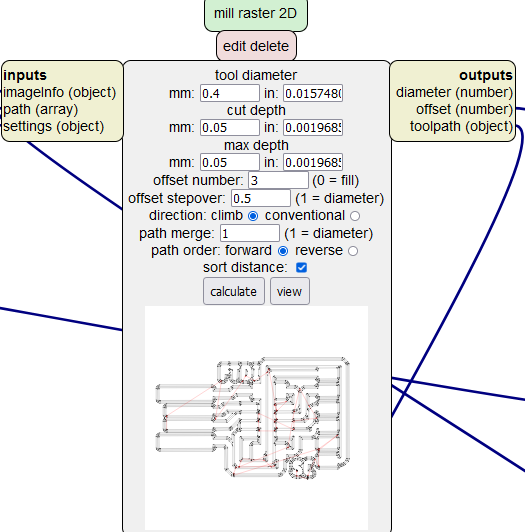 mill raster 2D
edit delete
inputs
imageInfo (object)
path (array)
settings (object)
outputs
diameter (number)
offset (number)
toolpath (object)
tool diameter
mm: 0.4 in: 0.015748(
cut depth
mm: 0.05 in: 0.001968
max depth
mm: 0.05 in: 0.001968
offset number: 3 (0 = fill)
offset stepover: 0.5 (1 = diameter)
direction: climb conventional
path merge: 1 (1 = diameter)
path order: forward reverse
sort distance:
calculate view